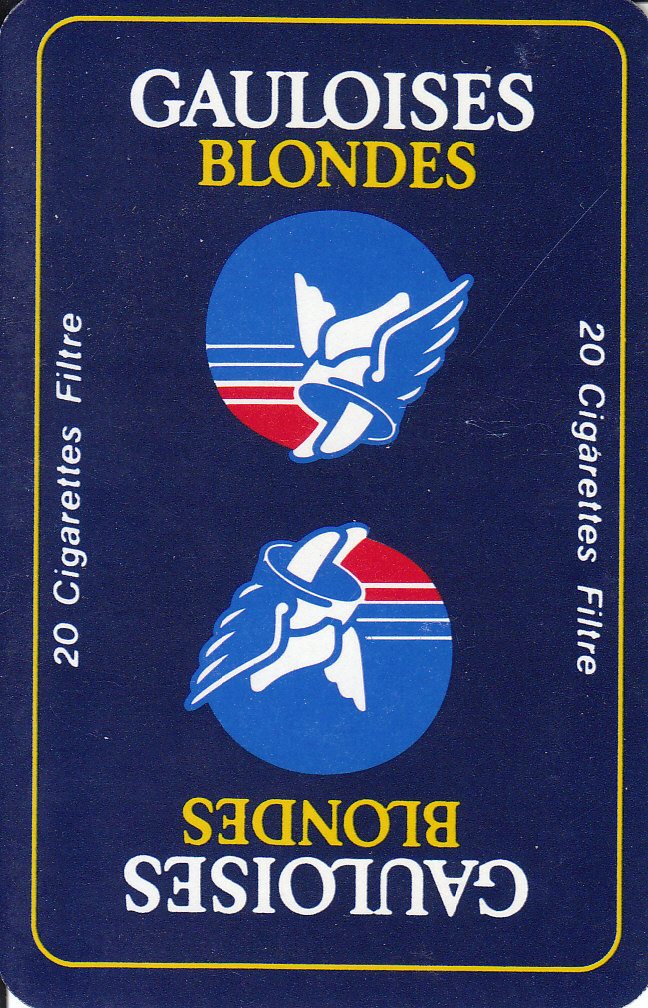 GAULOISES
BLONDES
20 Cigarettes Filtre
20 Cigarettes Filtre
BLONDES
GAULOISES